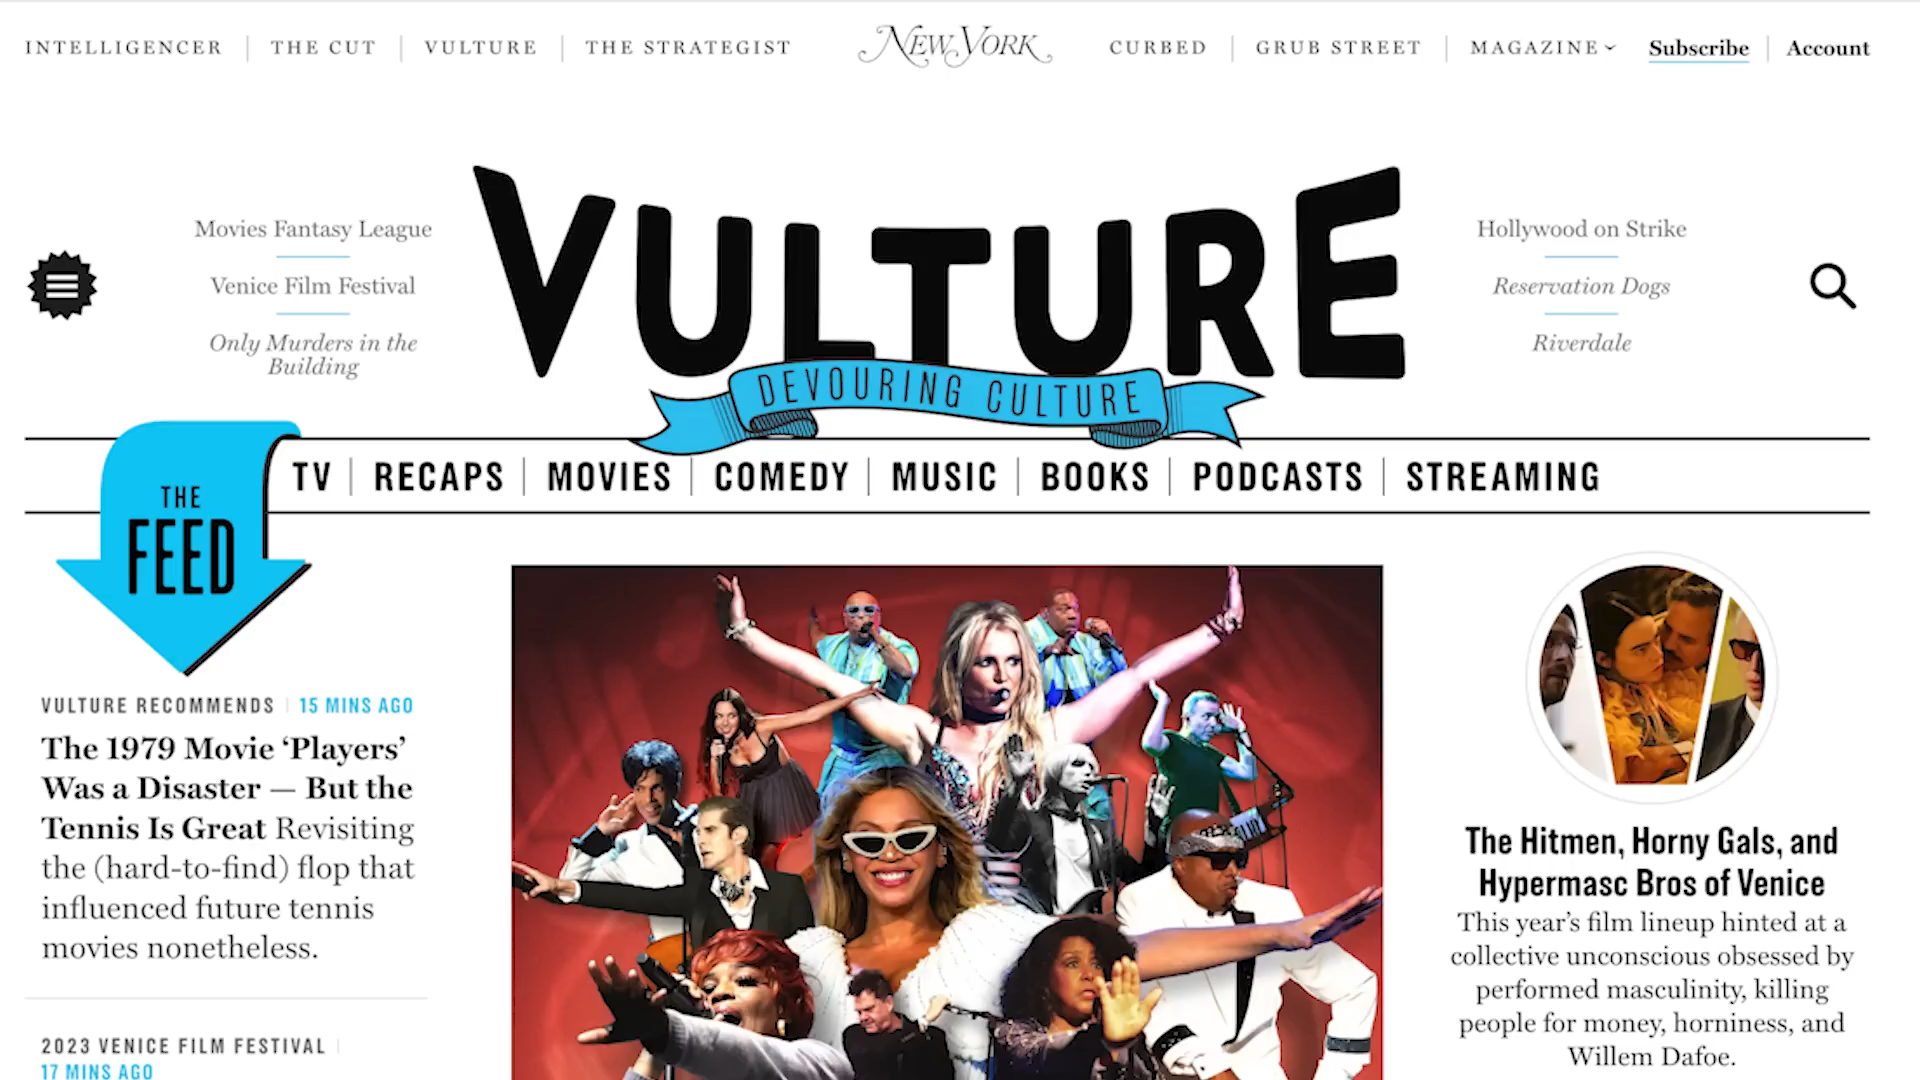 INTELLIGENCER
THE CUT
VULTURE
THE STRATEGIST
NEW YORK
CURBED
GRUB STREET
MAGAZINE
Subscribe
Account
Movies Fantasy League
Venice Film Festival
Only Murders in the
Building
VULTURE
DEVOURING CULTURE
Hollywood on Strike
Reservation Dogs
Riverdale
THE
FEED
TV
RECAPS
MOVIES
COMEDY
MUSIC
BOOKS
PODCASTS
STREAMING
VULTURE RECOMMENDS
15 MINS AGO
The 1979 Movie ‘Players’
Was a Disaster — But the
Tennis Is Great Revisiting
the (hard-to-find) flop that
influenced future tennis
movies nonetheless.
2023 VENICE FILM FESTIVAL
17 MINS AGO
The Hitmen, Horny Gals, and
Hypermasc Bros of Venice
This year’s film lineup hinted at a
collective unconscious obsessed by
performed masculinity, killing
people for money, horniness, and
Willem Dafoe.